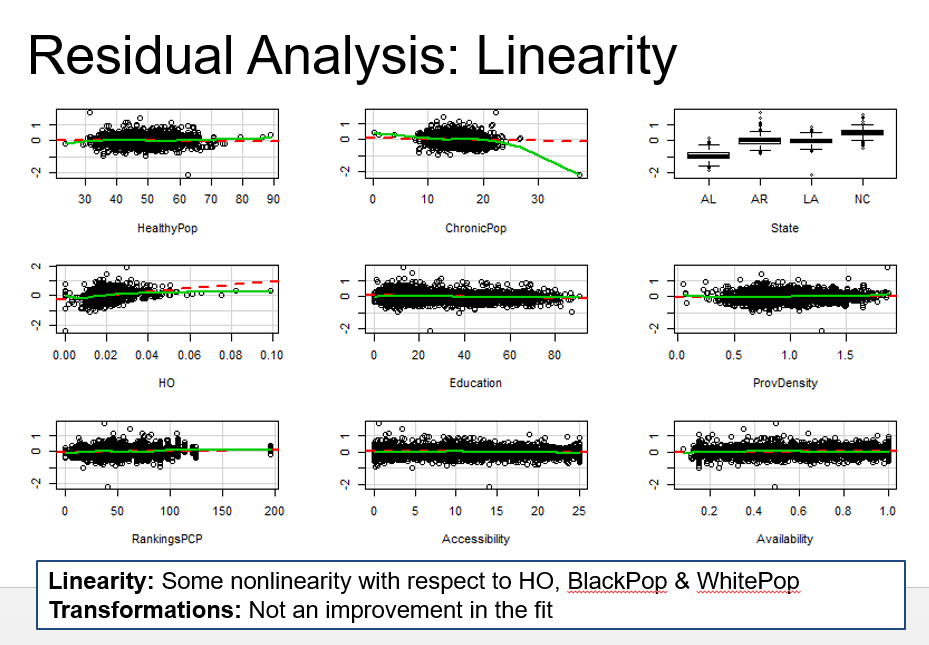 Residual Analysis: Linearity
1
0
-2
30 40 50 60 70 80 90
HealthyPop
1
0
-2
0 10 20 30
ChronicPop
1
0
-2
AL AR LA NC
State
2
0
-2
0.00 0.02 0.04 0.06 0.08 0.10
HO
1
0
-2
0 20 40 60 80
Education
1
0
-2
0.0 0.5 1.0 1.5
ProvDensity
1
0
-2
0 50 100 150 200
RankingsPCP
1
0
-2
0 5 10 15 20 25
Accessibility
1
0
-2
0.2 0.4 0.6 0.8 1.0
Availability
Linearity: Some nonlinearity with respect to HO, BlackPop & WhitePop
Transformations: Not an improvement in the fit